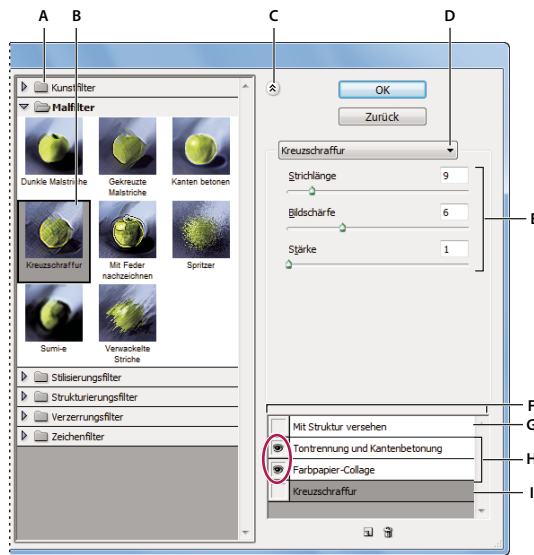 A B C D
Kunstfilter
Malfilter
Dunkle Malstriche
Gekreuzte
Malstriche
Kanten betonen
Kreuzschraffur
Mit Feder
nachzeichnen
Spritzer
Sumi-e
Verwackelte
Striche
Stilisierungsfilter
Strukturierungsfilter
Verzerrungsfilter
Zeichenfilter
OK
Zurück
Kreuzschraffur
Strichlänge 9
Bildschärfe 6
Stärke 1
E
F
Mit Struktur versehen G
Tontrennung und Kantenbetonung
H
Farbpapier-Collage
Kreuzschraffur I